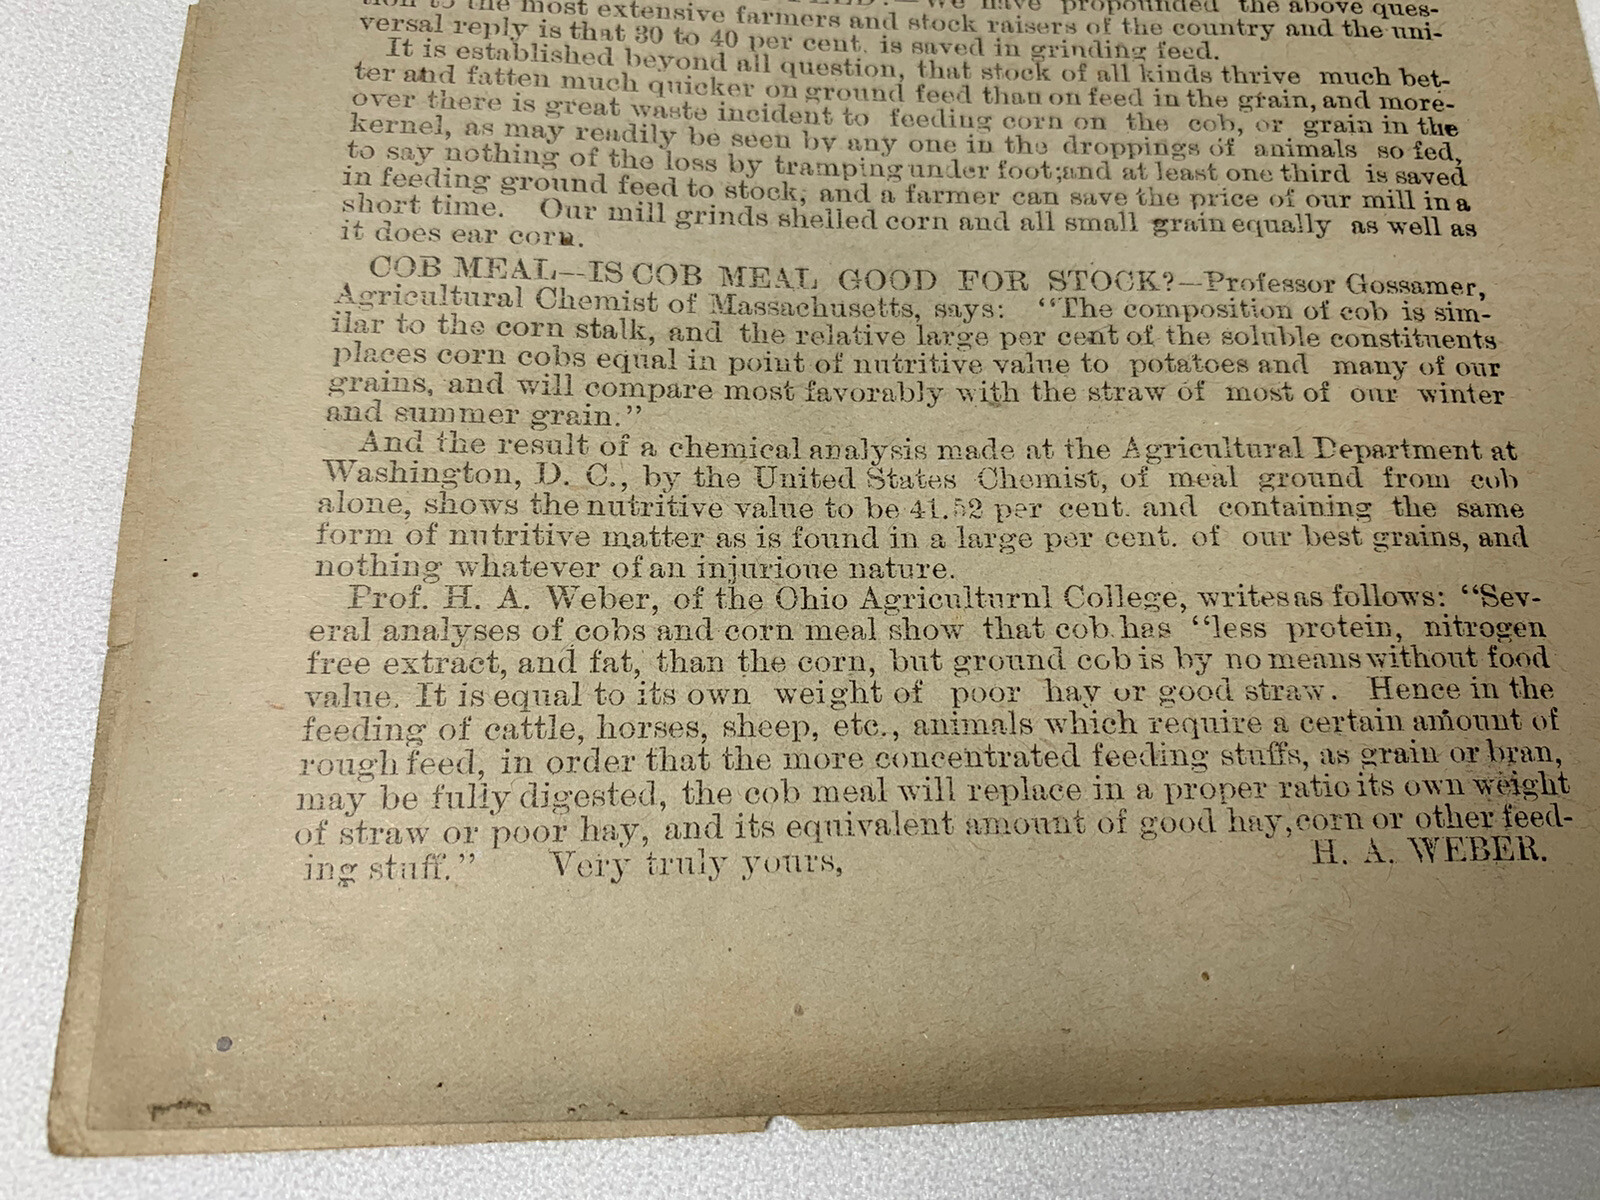 tion to the most extensive farmers and stock raisers of the country and the uni-
We have propounded the above ques-
versal reply is that 30 to 40 per cent. is saved in grinding feed.
It is established beyond all question, that stock of all kinds thrive much bet-
ter and fatten much quicker on ground feed than on feed in the grain, and more-
over there is great waste incident to feeding corn on the cob, or grain in the
kernel, as may readily be seen by any one in the droppings of animals so fed,
to say nothing of the loss by tramping under foot;and at least one third is saved
in feeding ground feed to stock, and a farmer can save the price of our mill in a
short time. Our mill grinds shelled corn and all small grain equally as well as
it does ear corn.
COB MEAL--IS COB MEAL GOOD FOR STOCK?--Professor Gossamer,
Agricultural Chemist of Massachusetts, says: "The composition of cob is sim-
ilar to the corn stalk, and the relative large per cent of the soluble constituents
places corn cobs equal in point of nutritive value to potatoes and many of our
grains, and will compare most favorably with the straw of most of our winter
and summer grain."
And the result of a chemical analysis made at the Agricultural Department at
Washington, D. C., by the United States Chemist, of meal ground from cob
alone, shows the nutritive value to be 41.52 per cent. and containing the same
form of nutritive matter as is found in a large per cent. of our best grains, and
nothing whatever of an injurioue nature.
Prof. H. A. Weber, of the Ohio Agriculturnl College, writes as follows: "Sev-
eral analyses of cobs and corn meal show that cob has "less protein, nitrogen
free extract, and fat, than the corn, but ground cob is by no means without food
value. It is equal to its own weight of poor hay or good straw. Hence in the
feeding of cattle, horses, sheep, etc., animals which require a certain amount of
rough feed, in order that the more concentrated feeding stuffs, as grain or bran,
may be fully digested, the cob meal will replace in a proper ratio its own weight
of straw or poor hay, and its equivalent amount of good hay, corn or other feed-
ing stuff." Very truly yours, H. A. WEBER.